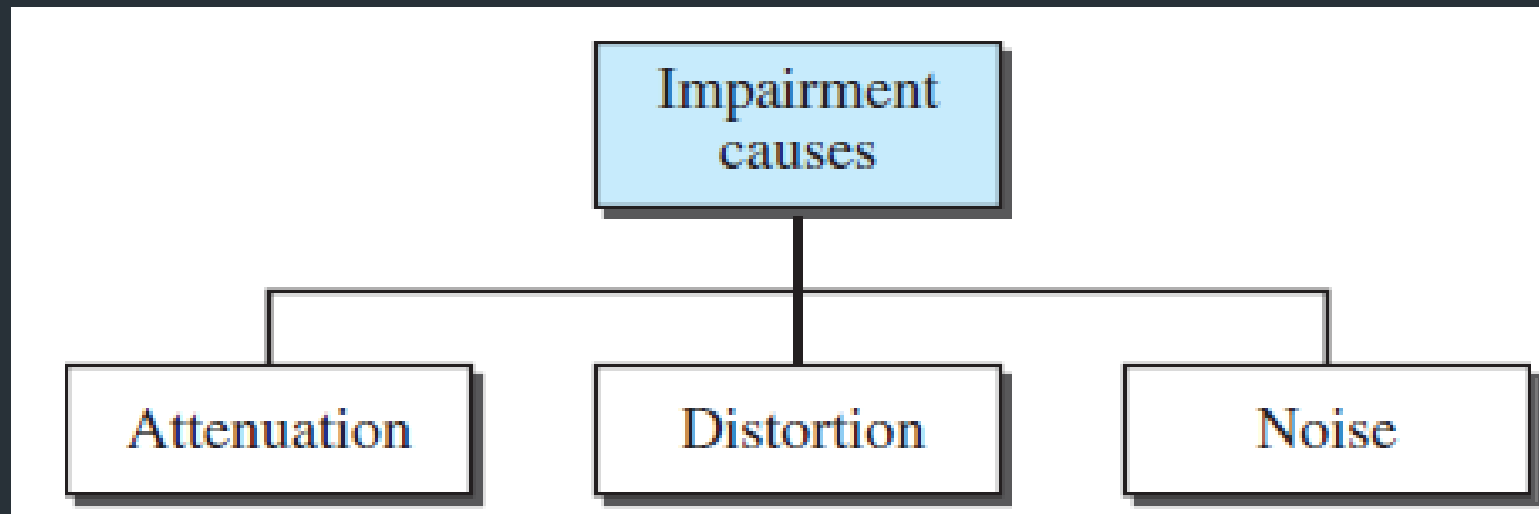 Impairment
causes
Attenuation
Distortion
Noise